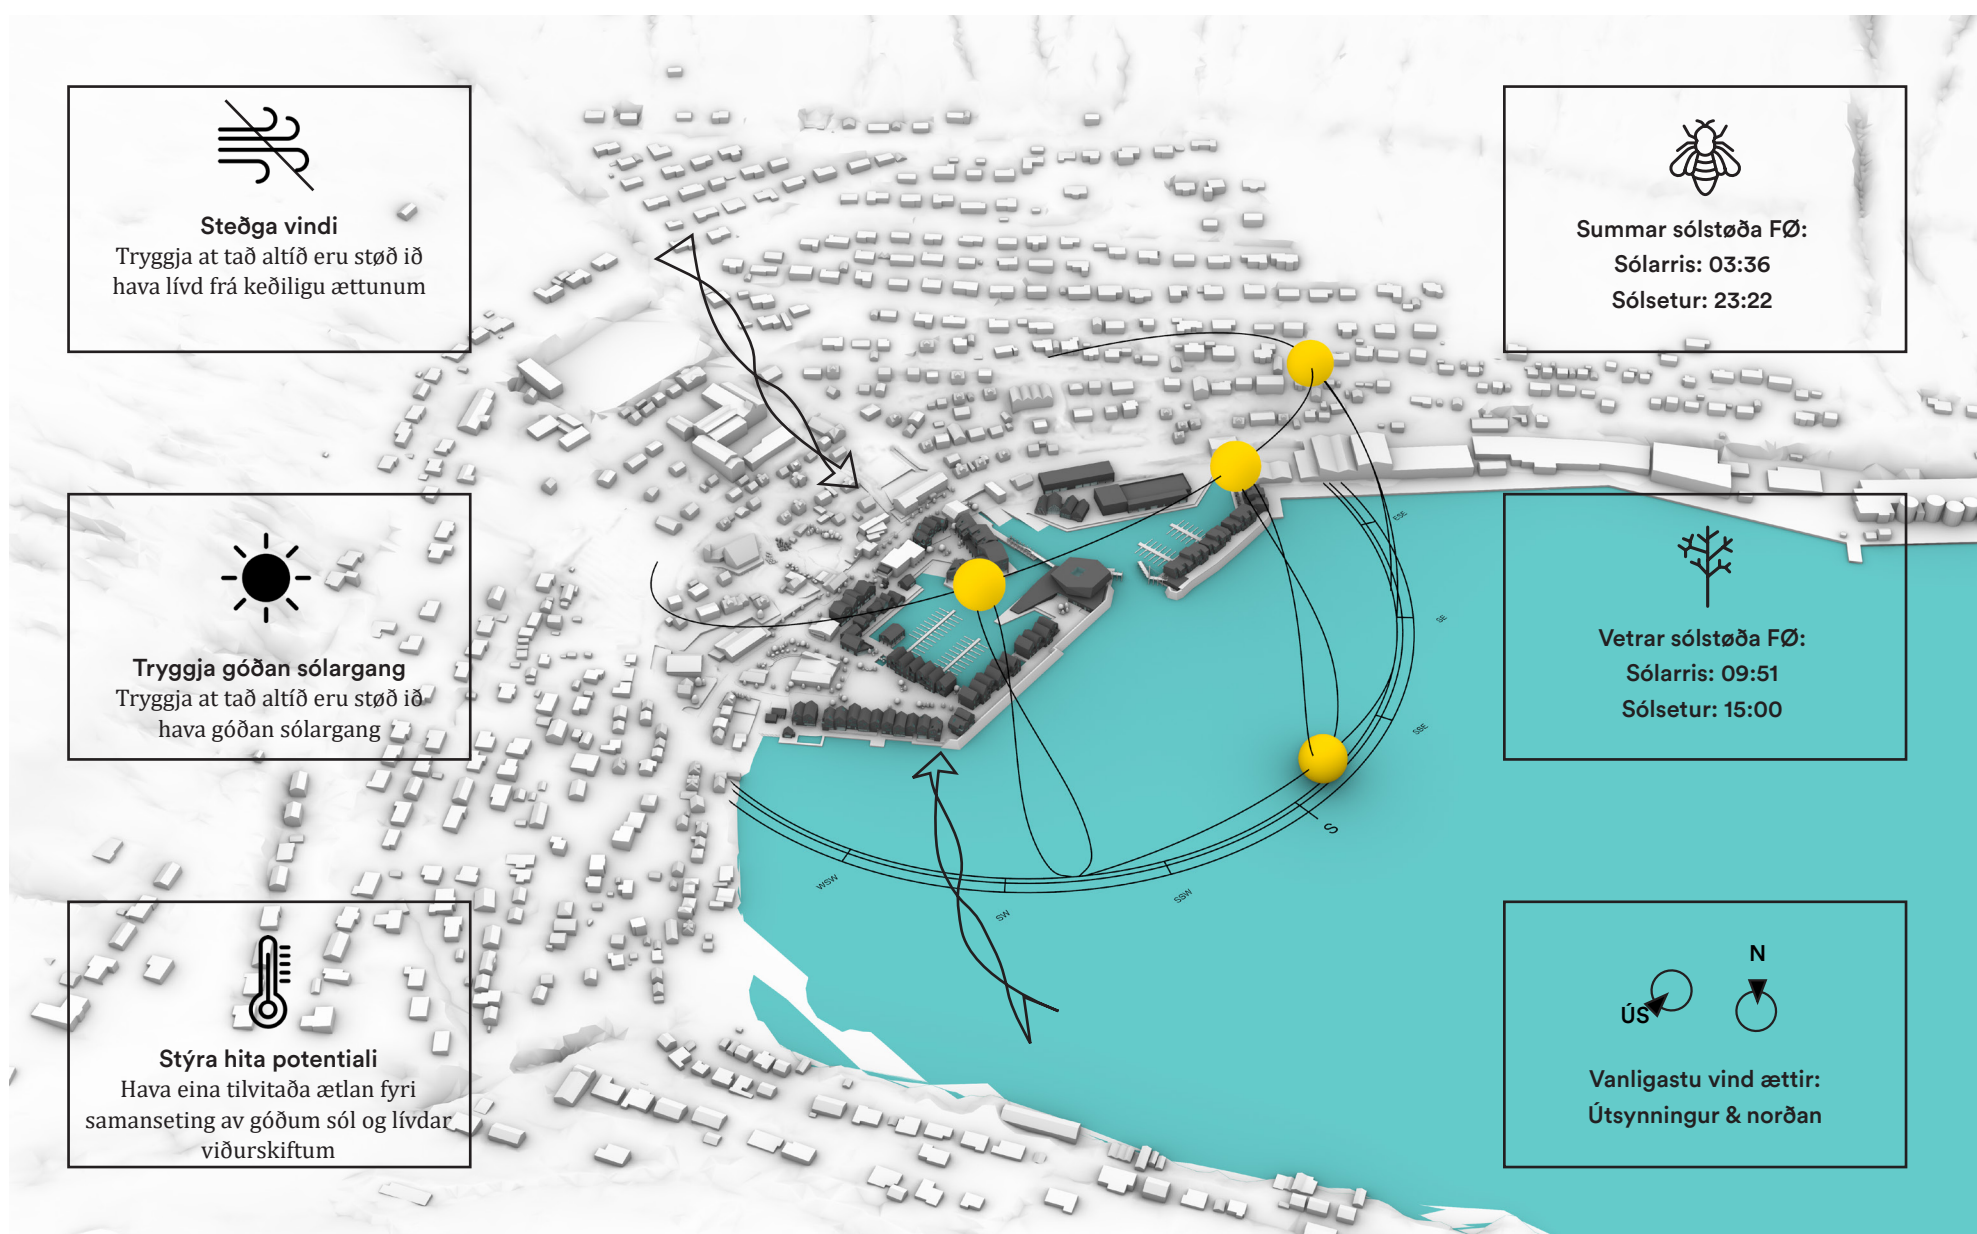 Steðga vindi
Tryggja at tað altíð eru støð ið
hava lívd frá keðiligu ættunum
Tryggja góðan sólargang
Tryggja at tað altíð eru støð ið
hava góðan sólargang
Stýra hita potentiali
Hava eina tilvitaða ætlan fyri
samanseting av góðum sól og lívdar
viðurskiftum
ESE
SE
SSE
S
SSW
SW
WSW
Summar sólstøða FØ:
Sólarris: 03:36
Sólsetur: 23:22
Vetrar sólstøða FØ:
Sólarris: 09:51
Sólsetur: 15:00
N
ÚS
Vanligastu vind ættir:
Útsynningur & norðan